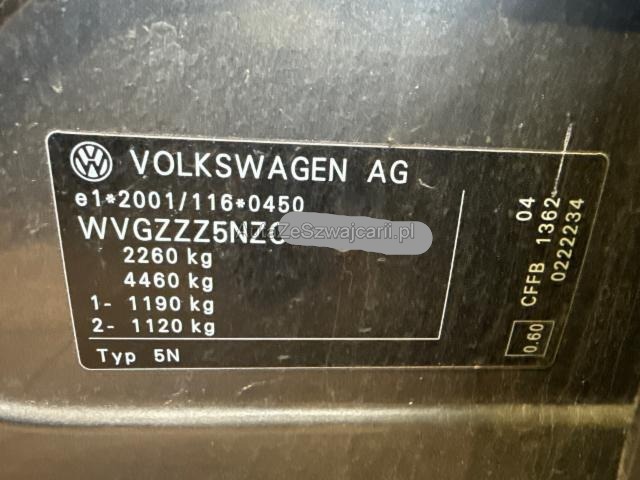 VOLKSWAGEN AG
e1*2001/116*0450
WVGZZZ5NZC
AutaZeSzwajcarii.pl
2260 kg
4460 kg
1- 1190 kg
2- 1120 kg
Typ 5N
04
CFFB 1362
0222234
0.60